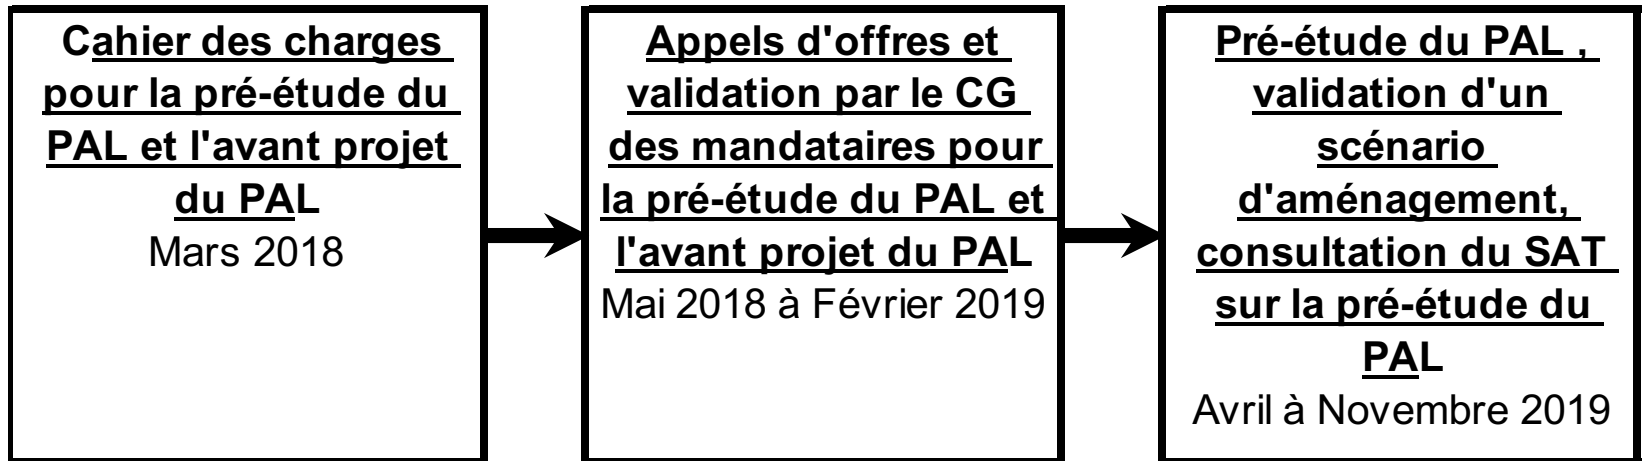 Cahier des charges
pour la pré-étude du
PAL et l'avant projet
du PAL
Mars 2018
Appels d'offres et
validation par le CG
des mandataires pour
la pré-étude du PAL et
l'avant projet du PAL
Mai 2018 à Février 2019
Pré-étude du PAL ,
validation d'un
scénario
d'aménagement,
consultation du SAT
sur la pré-étude du
PAL
Avril à Novembre 2019